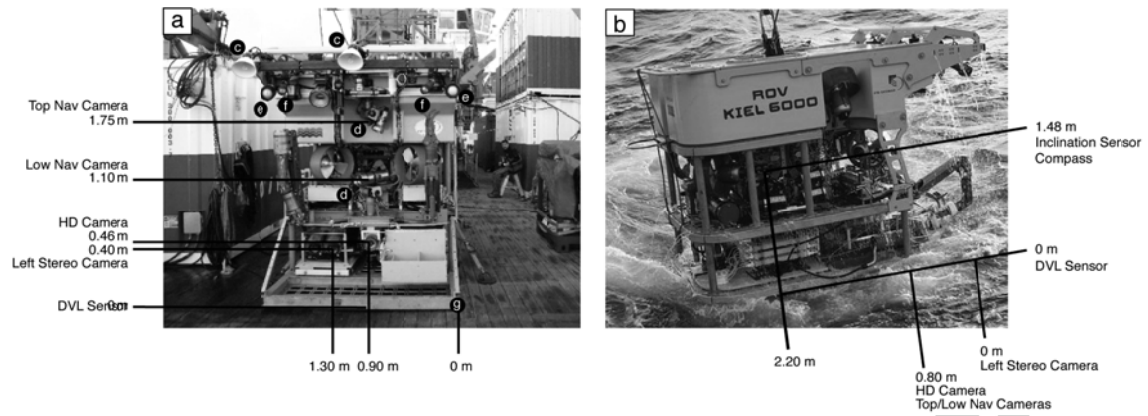 a
c
c
e
f
f
e
d
d
g
Top Nav Camera
1.75 m
Low Nav Camera
1.10 m
HD Camera
0.46 m
0.40 m
Left Stereo Camera
DVL Sensor
0m
1.30 m 0.90 m 0 m
b
ROV
KIEL 6000
1.48 m
Inclination Sensor
Compass
0 m
DVL Sensor
2.20 m
0 m
Left Stereo Camera
0.80 m
HD Camera
Top/Low Nav Cameras